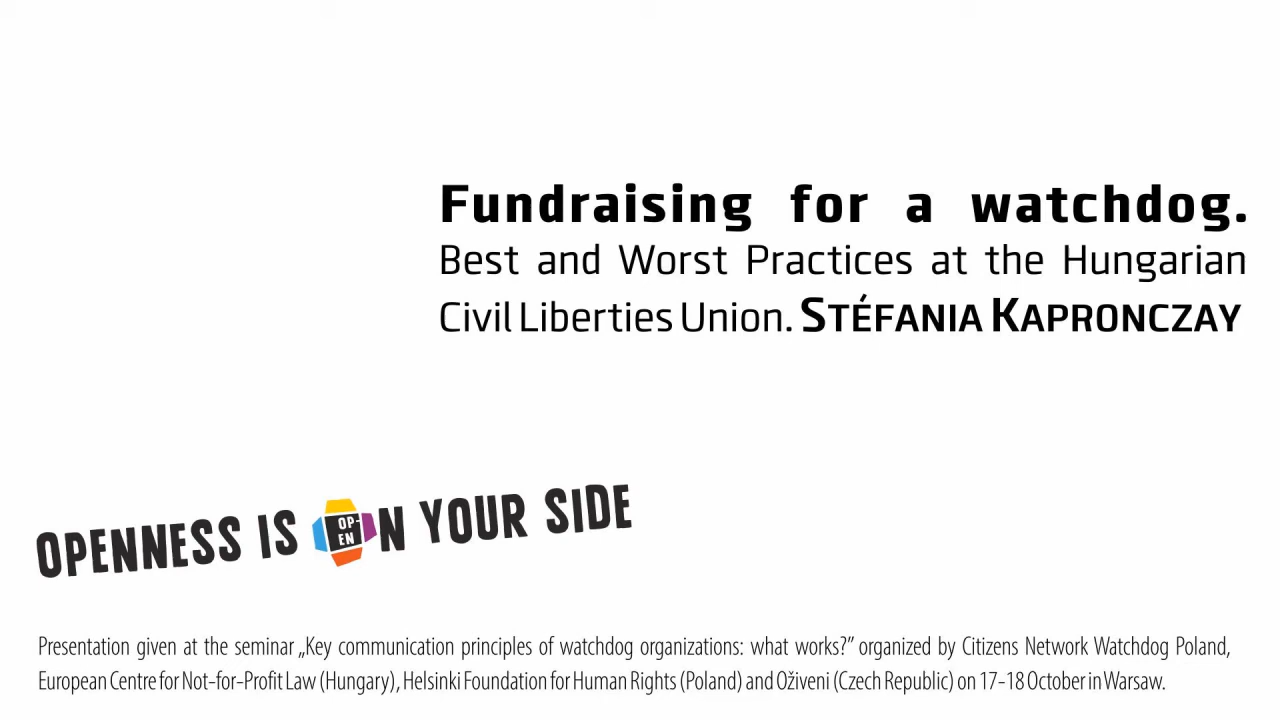 Fundraising for a watchdog.
Best and Worst Practices at the Hungarian
Civil Liberties Union. STÉFANIA KAPRONCZAY
OPENNESS IS OP-EN N YOUR SIDE
Presentation given at the seminar „Key communication principles of watchdog organizations: what works?” organized by Citizens Network Watchdog Poland,
European Centre for Not-for-Profit Law (Hungary), Helsinki Foundation for Human Rights (Poland) and Oživeni (Czech Republic) on 17-18 October in Warsaw.